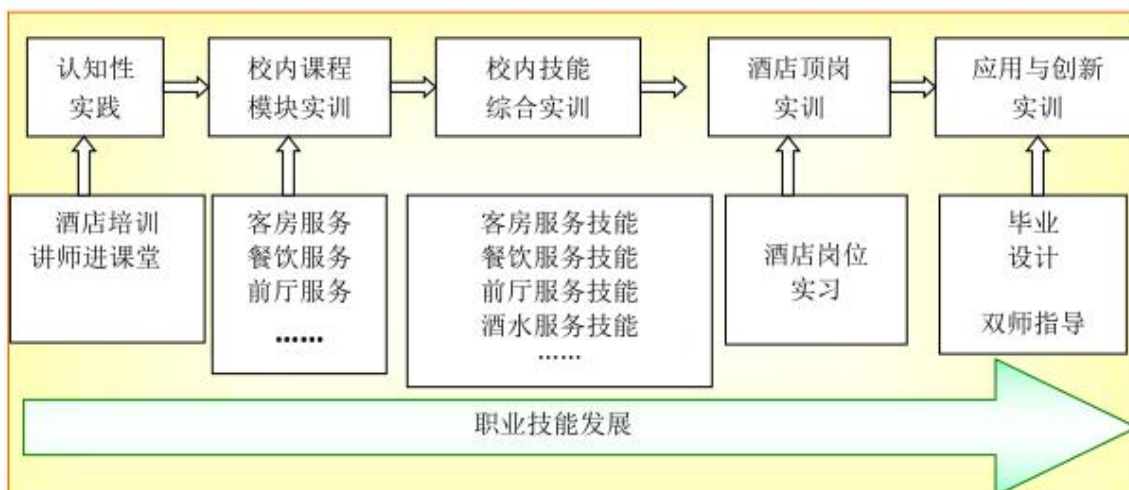 认知性
实践
校内课程
模块实训
校内技能
综合实训
酒店顶岗
实训
应用与创新
实训
酒店培训
讲师进课堂
客房服务
餐饮服务
前厅服务
……
客房服务技能
餐饮服务技能
前厅服务技能
酒水服务技能
……
酒店岗位
实习
毕业
设计
双师指导
职业技能发展